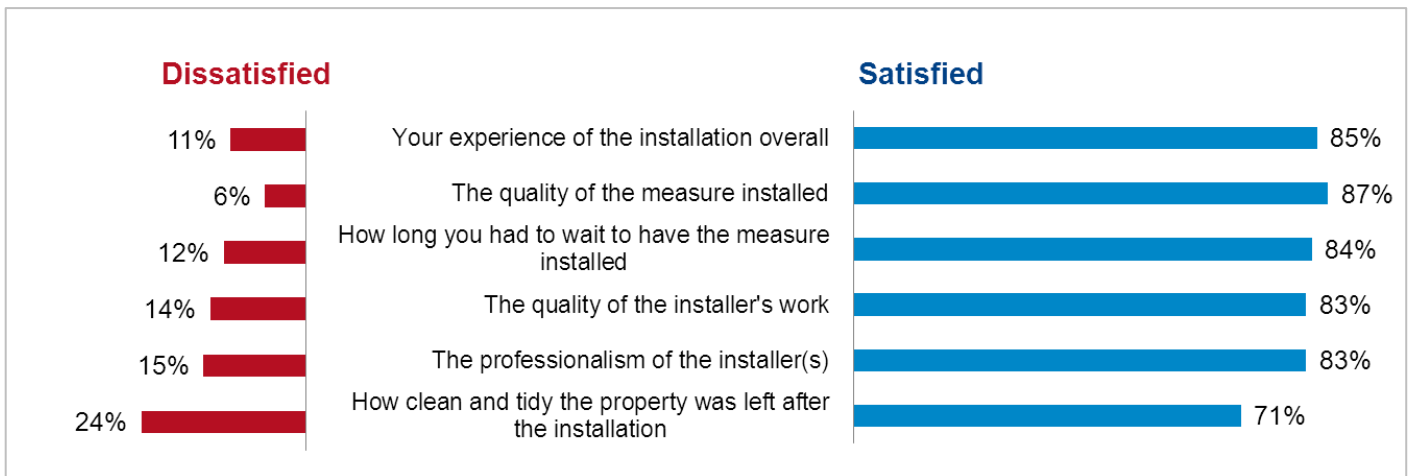 Dissatisfied Satisfied
11% Your experience of the installation overall 85%
6% The quality of the measure installed 87%
How long you had to wait to have the measure
12% installed 84%
14% The quality of the installer's work 83%
15% The professionalism of the installer(s) 83%
How clean and tidy the property was left after
24% the installation 71%